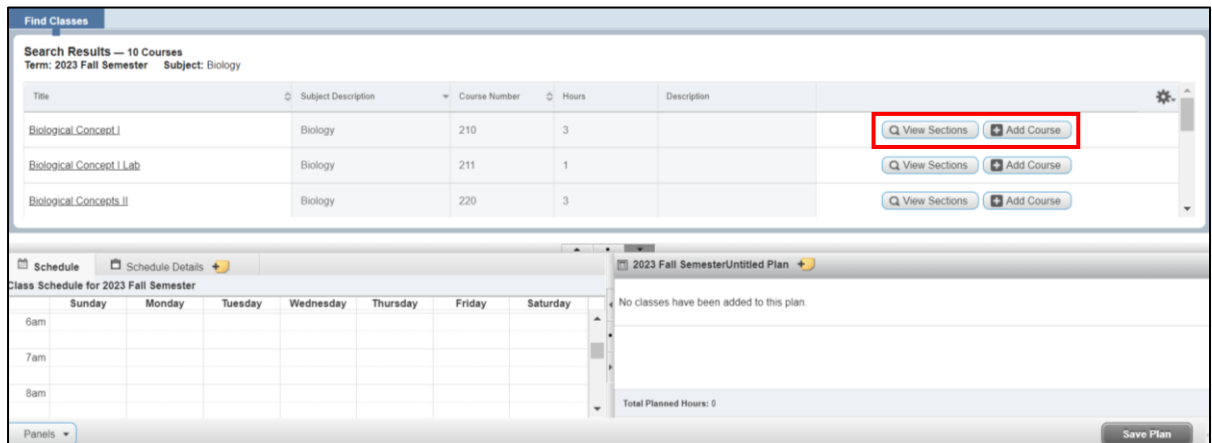 Find Classes
Search Results — 10 Courses
Term: 2023 Fall Semester Subject: Biology
Title Subject Description Course Number Hours Description
Biological Concept I Biology 210 3 View Sections Add Course
Biological Concept I Lab Biology 211 1 View Sections Add Course
Biological Concepts II Biology 220 3 View Sections Add Course
Schedule Schedule Details
Class Schedule for 2023 Fall Semester
Sunday Monday Tuesday Wednesday Thursday Friday Saturday
6am
7am
8am
2023 Fall SemesterUntitled Plan
No classes have been added to this plan.
Total Planned Hours: 0
Panels Save Plan